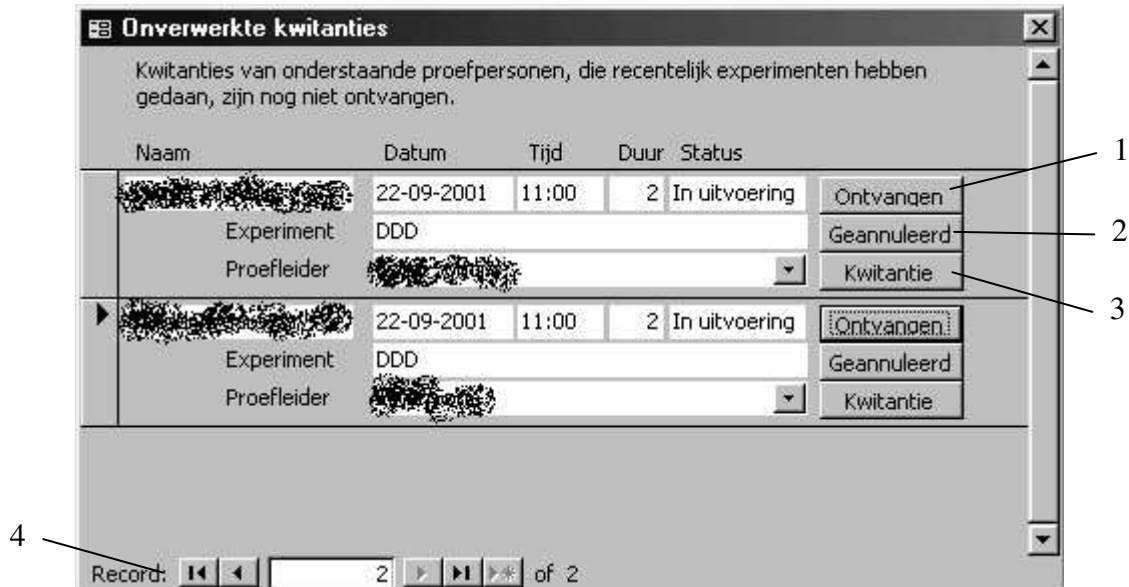 Onverwerkte kwitanties
Kwitanties van onderstaande proefpersonen, die recentelijk experimenten hebben
gedaan, zijn nog niet ontvangen.
Naam Datum Tijd Duur Status
22-09-2001 11:00 2 In uitvoering Ontvangen 1
Experiment DDD Geannuleerd 2
Proefleider Kwitantie 3
22-09-2001 11:00 2 In uitvoering Ontvangen
Experiment DDD Geannuleerd
Proefleider Kwitantie
4
Record: 2 of 2